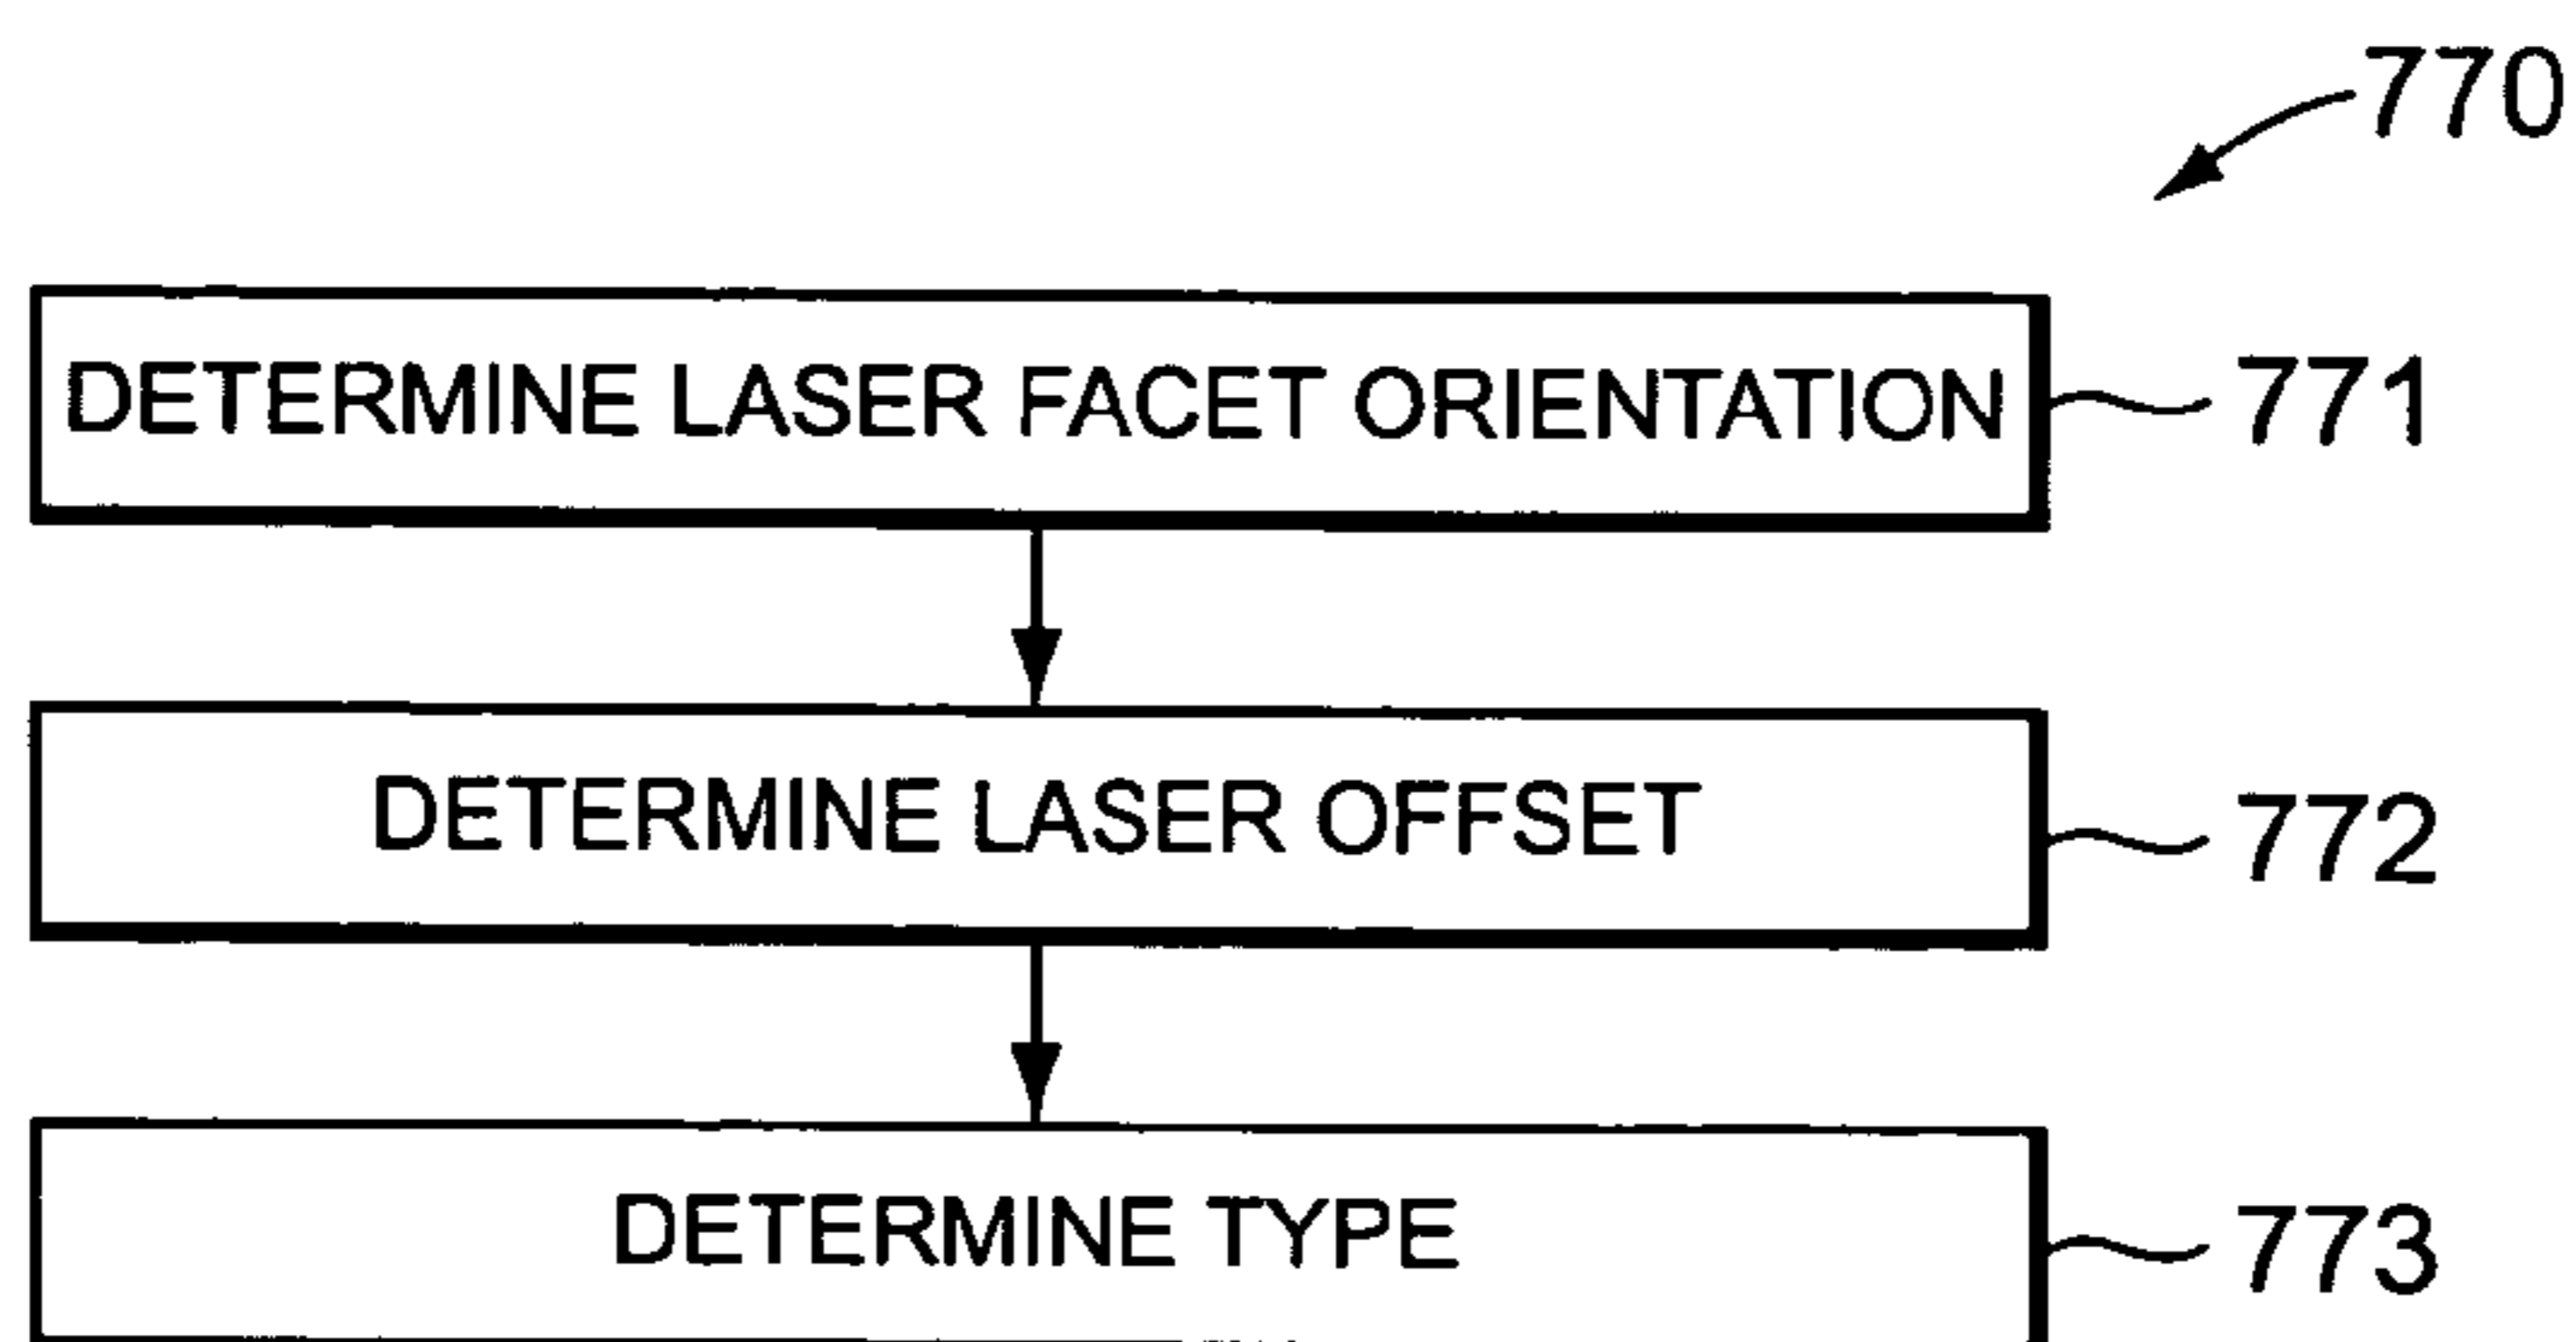 770
DETERMINE LASER FACET ORIENTATION
771
DETERMINE LASER OFFSET
772
DETERMINE TYPE
773